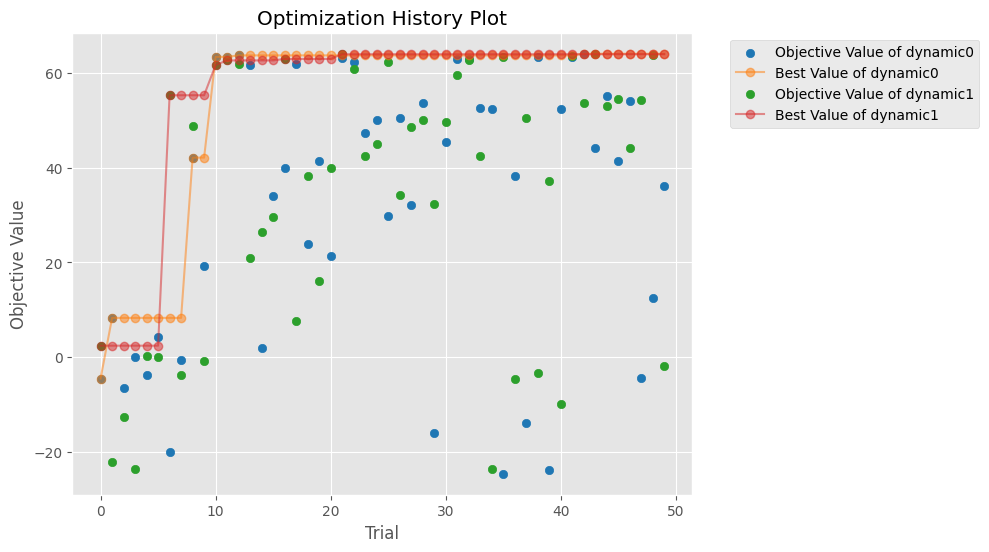 Optimization History Plot
Objective Value
60
40
20
0
−20
0 10 20 30 40 50
Trial
Objective Value of dynamic0
Best Value of dynamic0
Objective Value of dynamic1
Best Value of dynamic1